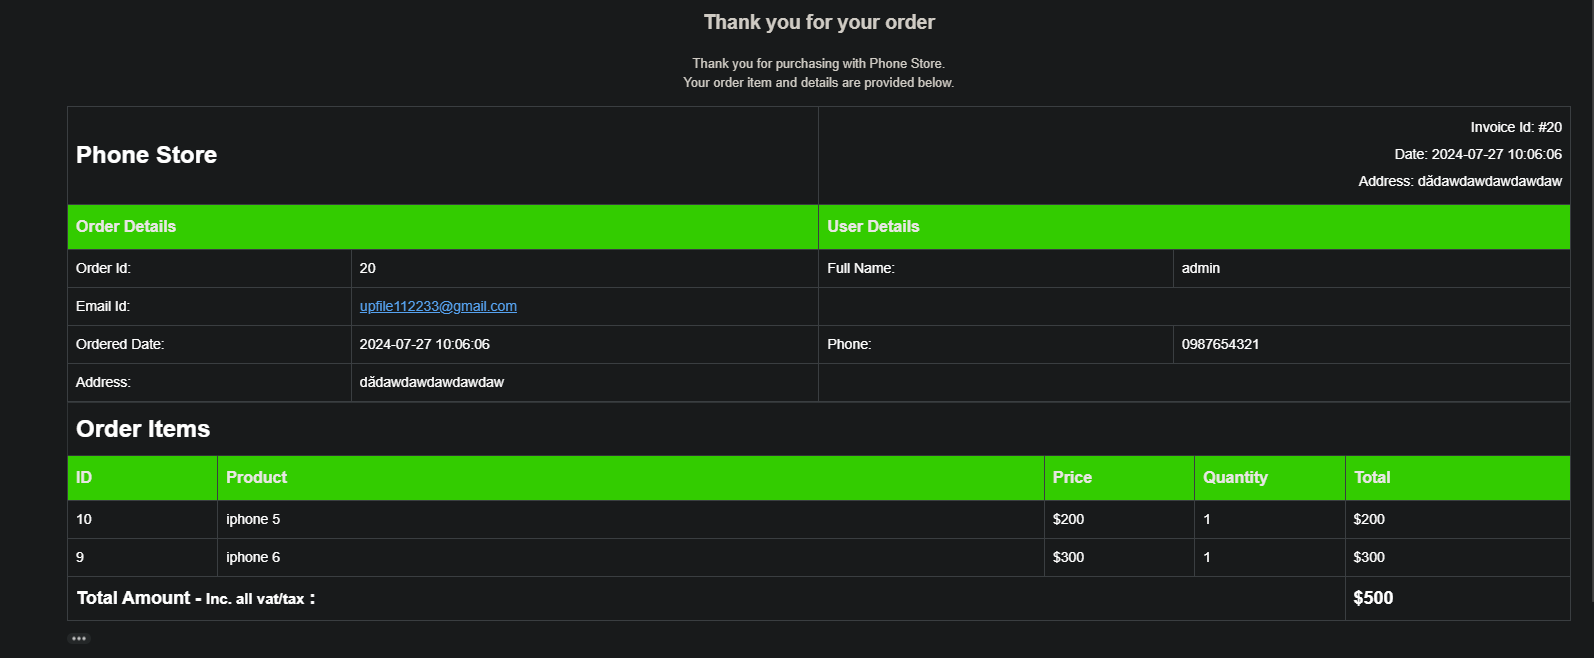 Thank you for your order
Thank you for purchasing with Phone Store.
Your order item and details are provided below.
Phone Store
Invoice Id: #20
Date: 2024-07-27 10:06:06
Address: dădawdawdawdawdaw
Order Details User Details
Order Id: 20 Full Name: admin
Email Id: upfile112233@gmail.com
Ordered Date: 2024-07-27 10:06:06 Phone: 0987654321
Address: dădawdawdawdawdaw
Order Items
ID Product Price Quantity Total
10 iphone 5 $200 1 $200
9 iphone 6 $300 1 $300
Total Amount - Inc. all vat/tax : $500